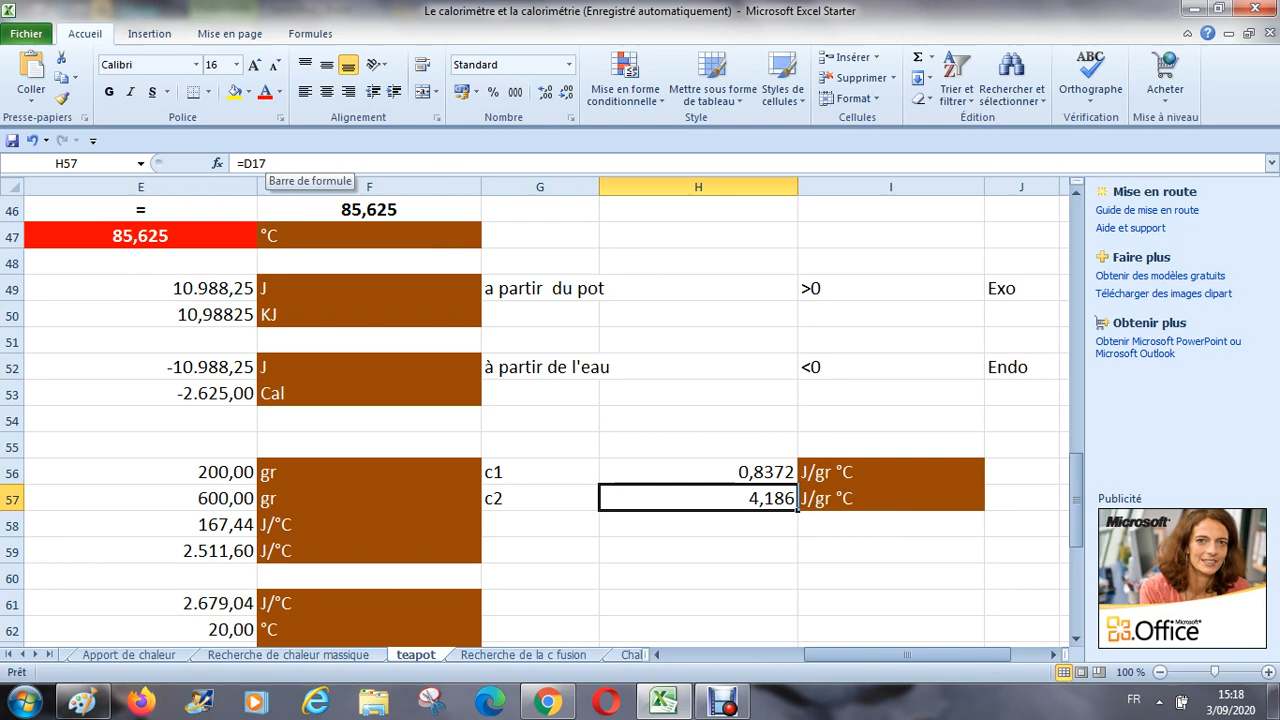 Le calorimètre et la calorimétrie (Enregistré automatiquement) - Microsoft Excel Starter
Fichier Accueil Insertion Mise en page Formules
Coller
Calibri 16
G I S
Standard
% 000
Mise en forme conditionnelle
Mettre sous forme de tableau
Styles de cellules
Insérer
Supprimer
Format
Trier et filtrer
Rechercher et sélectionner
ABC
Orthographe
Acheter
Presse-papiers Police Alignement Nombre Style Cellules Édition Vérification Mise à niveau
H57 fx =D17
Barre de formule
E F G H I J
46 = 85,625
47 85,625 °C
48
49 10.988,25 J a partir du pot >0 Exo
50 10,98825 KJ
51
52 -10.988,25 J à partir de l'eau <0 Endo
53 -2.625,00 Cal
54
55
56 200,00 gr c1 0,8372 J/gr °C
57 600,00 gr c2 4,186 J/gr °C
58 167,44 J/°C
59 2.511,60 J/°C
60
61 2.679,04 J/°C
62 20,00 °C
Mise en route
Guide de mise en route
Aide et support
Faire plus
Obtenir des modèles gratuits
Télécharger des images clipart
Obtenir plus
Obtenir Microsoft PowerPoint ou
Microsoft Outlook
Publicité
Microsoft
Office
Apport de chaleur Recherche de chaleur massique teapot Recherche de la c fusion Chal
Prêt 100 %
FR 15:18
3/09/2020